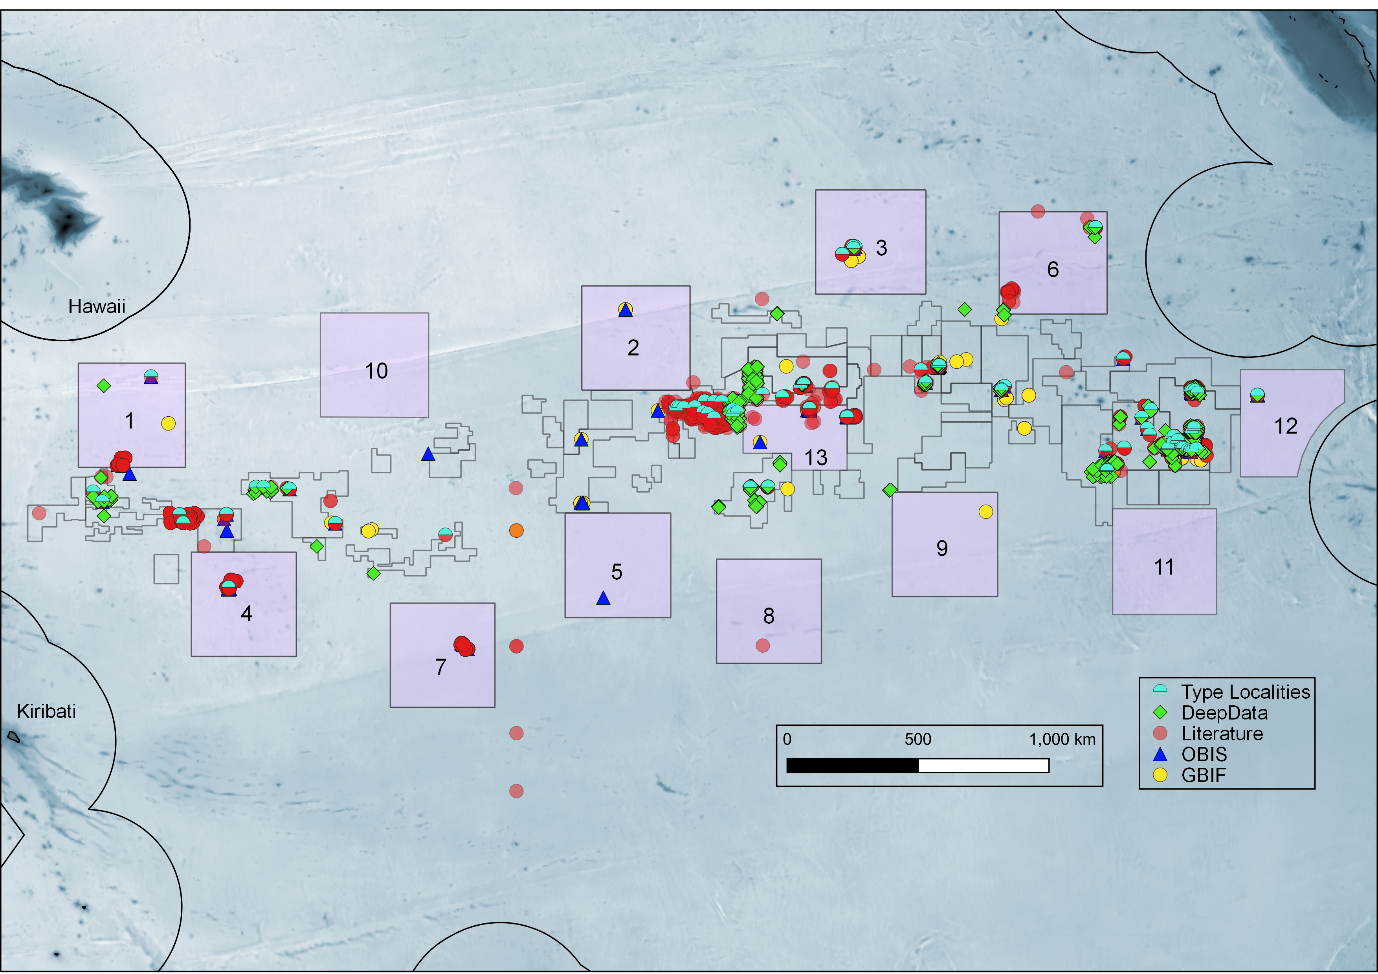 3
6
Hawaii
2
10
1
12
13
9
11
5
4
8
7
Kiribati
Type Localities
DeepData
Literature
OBIS
GBIF
0 500 1,000 km